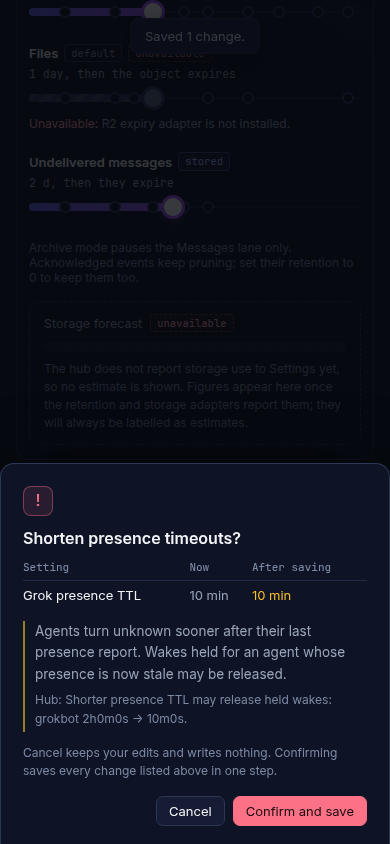 Saved 1 change.
Files default unavailable
1 day, then the object expires
Unavailable: R2 expiry adapter is not installed.
Undelivered messages stored
2 d, then they expire
Archive mode pauses the Messages lane only.
Acknowledged events keep pruning; set their retention to
0 to keep them too.
Storage forecast unavailable
The hub does not report storage use to Settings yet,
so no estimate is shown. Figures appear here once
the retention and storage adapters report them; they
will always be labelled as estimates.
!
Shorten presence timeouts?
Setting Now After saving
Grok presence TTL 10 min 10 min
Agents turn unknown sooner after their last
presence report. Wakes held for an agent whose
presence is now stale may be released.
Hub: Shorter presence TTL may release held wakes:
grokbot 2h0m0s → 10m0s.
Cancel keeps your edits and writes nothing. Confirming
saves every change listed above in one step.
Cancel Confirm and save